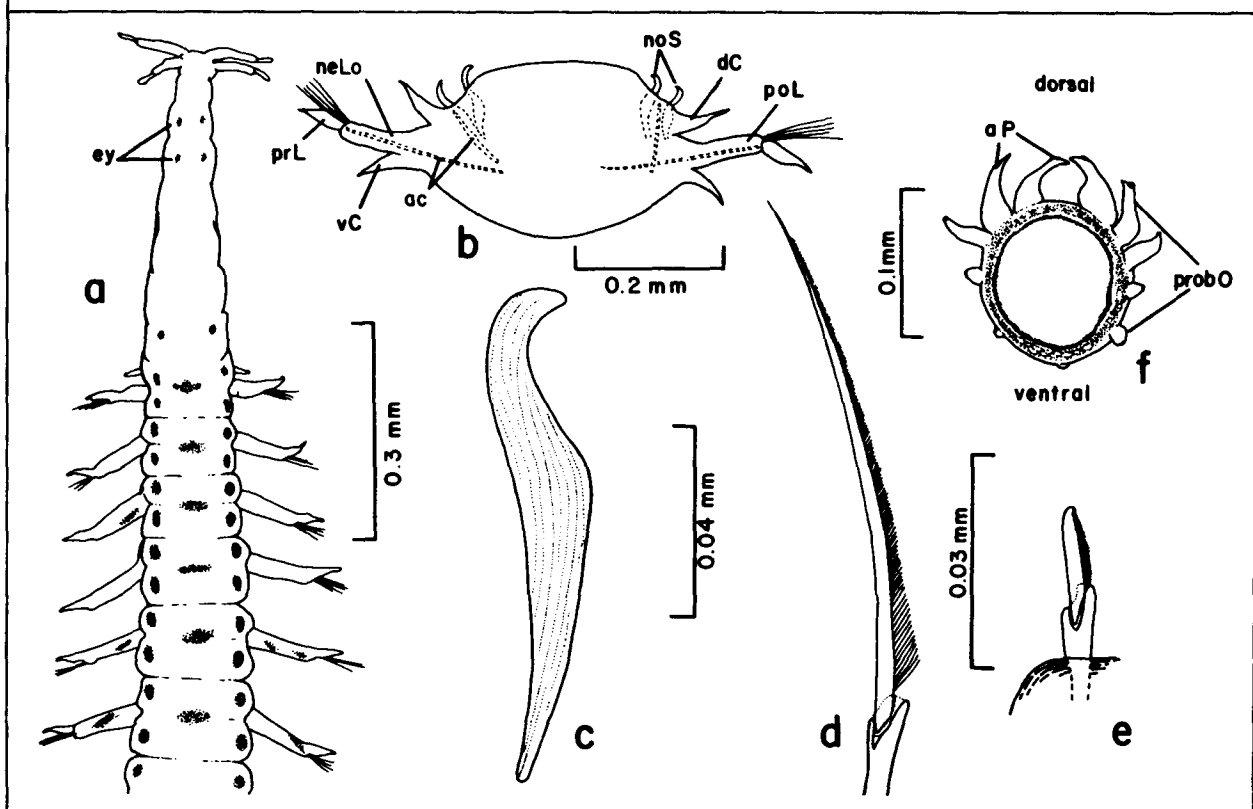 a
ey
0.3 mm
b
neLo
prL
vC
ac
noS
dC
poL
0.2 mm
c
0.04 mm
d
e
0.03 mm
f
dorsal
aP
0.1mm
probO
ventral